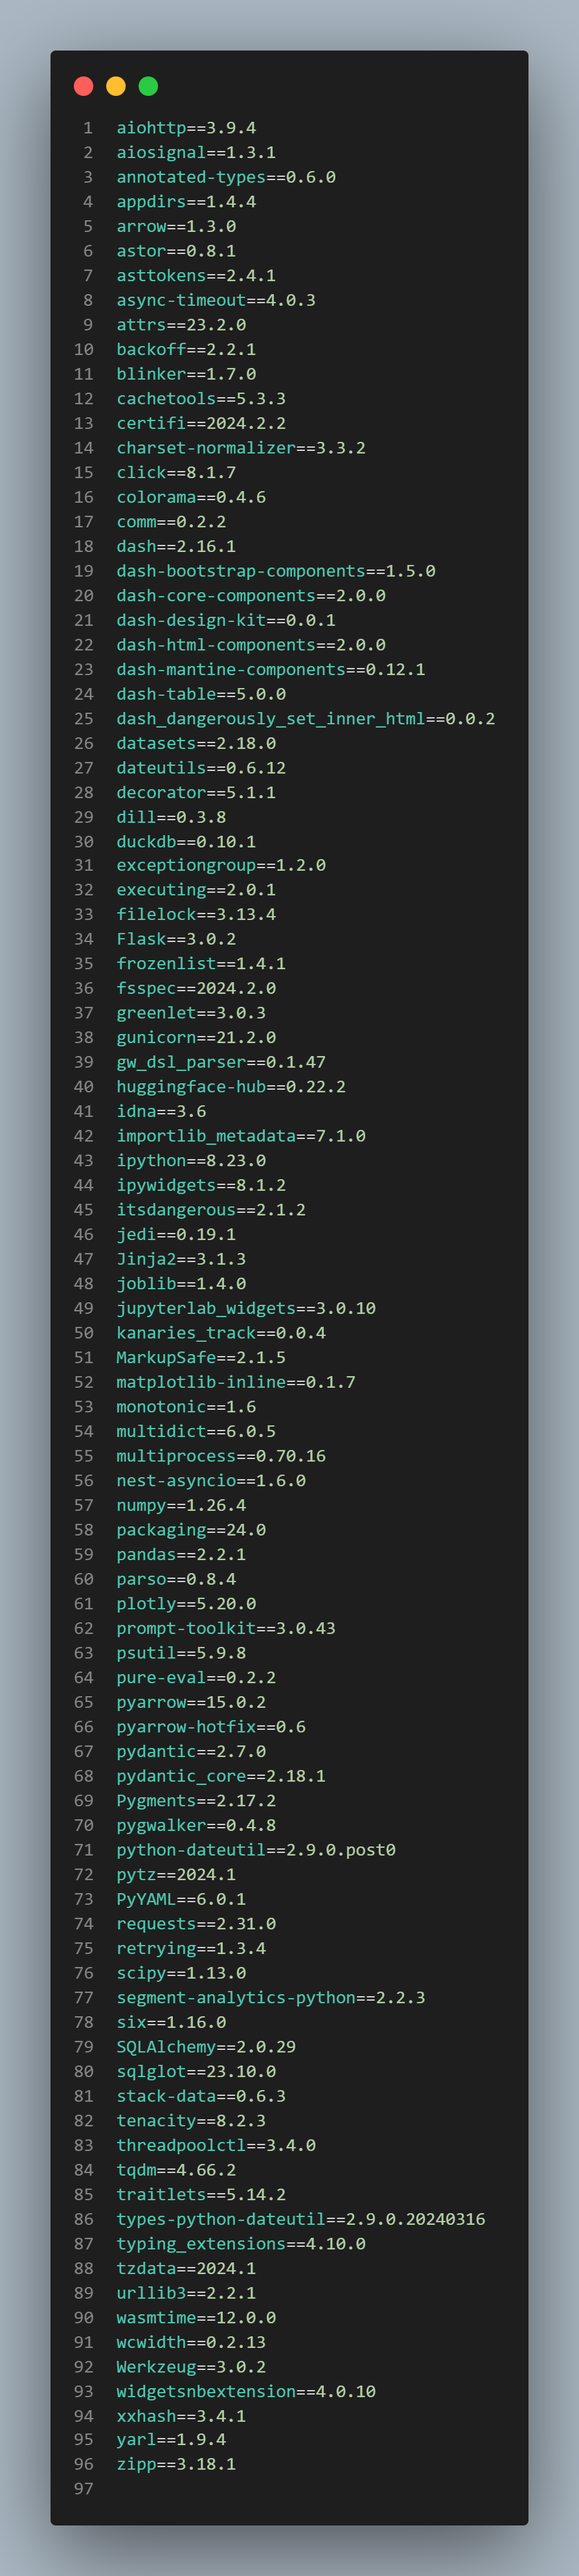 1 aiohttp==3.9.4
2 aiosignal==1.3.1
3 annotated-types==0.6.0
4 appdirs==1.4.4
5 arrow==1.3.0
6 astor==0.8.1
7 asttokens==2.4.1
8 async-timeout==4.0.3
9 attrs==23.2.0
10 backoff==2.2.1
11 blinker==1.7.0
12 cachetools==5.3.3
13 certifi==2024.2.2
14 charset-normalizer==3.3.2
15 click==8.1.7
16 colorama==0.4.6
17 comm==0.2.2
18 dash==2.16.1
19 dash-bootstrap-components==1.5.0
20 dash-core-components==2.0.0
21 dash-design-kit==0.0.1
22 dash-html-components==2.0.0
23 dash-mantine-components==0.12.1
24 dash-table==5.0.0
25 dash_dangerously_set_inner_html==0.0.2
26 datasets==2.18.0
27 dateutils==0.6.12
28 decorator==5.1.1
29 dill==0.3.8
30 duckdb==0.10.1
31 exceptiongroup==1.2.0
32 executing==2.0.1
33 filelock==3.13.4
34 Flask==3.0.2
35 frozenlist==1.4.1
36 fsspec==2024.2.0
37 greenlet==3.0.3
38 gunicorn==21.2.0
39 gw_dsl_parser==0.1.47
40 huggingface-hub==0.22.2
41 idna==3.6
42 importlib_metadata==7.1.0
43 ipython==8.23.0
44 ipywidgets==8.1.2
45 itsdangerous==2.1.2
46 jedi==0.19.1
47 Jinja2==3.1.3
48 joblib==1.4.0
49 jupyterlab_widgets==3.0.10
50 kanaries_track==0.0.4
51 MarkupSafe==2.1.5
52 matplotlib-inline==0.1.7
53 monotonic==1.6
54 multidict==6.0.5
55 multiprocess==0.70.16
56 nest-asyncio==1.6.0
57 numpy==1.26.4
58 packaging==24.0
59 pandas==2.2.1
60 parso==0.8.4
61 plotly==5.20.0
62 prompt-toolkit==3.0.43
63 psutil==5.9.8
64 pure-eval==0.2.2
65 pyarrow==15.0.2
66 pyarrow-hotfix==0.6
67 pydantic==2.7.0
68 pydantic_core==2.18.1
69 Pygments==2.17.2
70 pygwalker==0.4.8
71 python-dateutil==2.9.0.post0
72 pytz==2024.1
73 PyYAML==6.0.1
74 requests==2.31.0
75 retrying==1.3.4
76 scipy==1.13.0
77 segment-analytics-python==2.2.3
78 six==1.16.0
79 SQLAlchemy==2.0.29
80 sqlglot==23.10.0
81 stack-data==0.6.3
82 tenacity==8.2.3
83 threadpoolctl==3.4.0
84 tqdm==4.66.2
85 traitlets==5.14.2
86 types-python-dateutil==2.9.0.20240316
87 typing_extensions==4.10.0
88 tzdata==2024.1
89 urllib3==2.2.1
90 wasmtime==12.0.0
91 wcwidth==0.2.13
92 Werkzeug==3.0.2
93 widgetsnbextension==4.0.10
94 xxhash==3.4.1
95 yarl==1.9.4
96 zipp==3.18.1
97